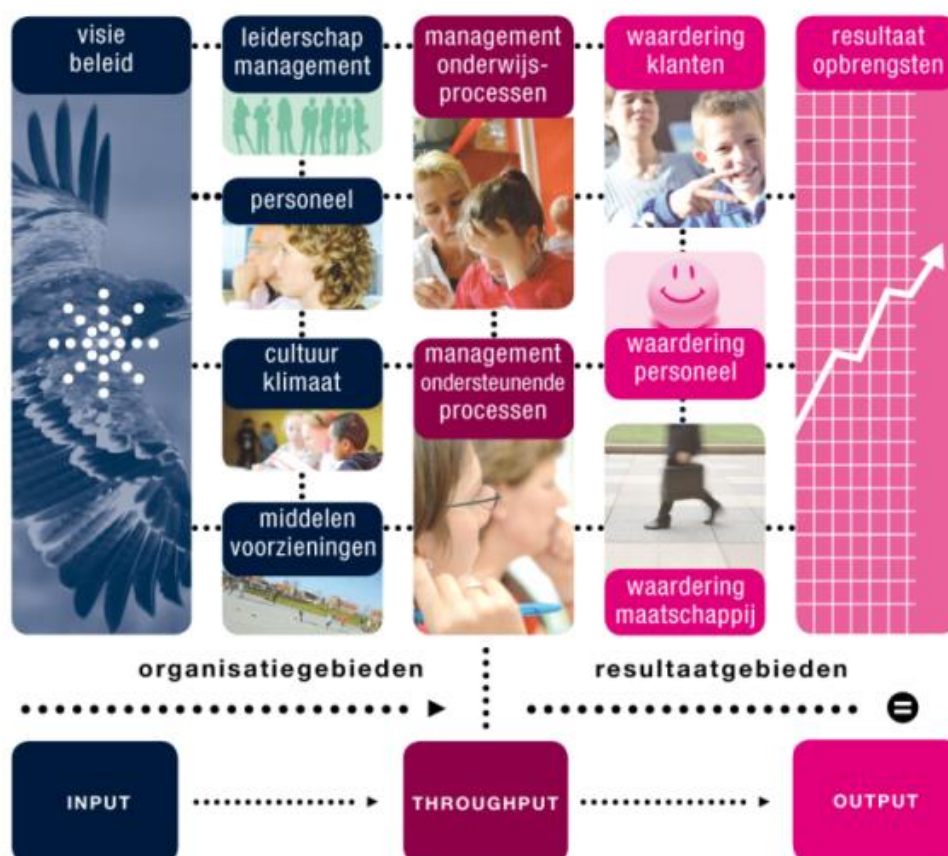 visie
beleid
leiderschap
management
personeel
cultuur
klimaat
middelen
voorzieningen
management
onderwijs-
processen
management
ondersteunende
processen
waardering
klanten
waardering
personeel
waardering
maatschappij
resultaat
opbrengsten
organisatiegebieden
resultaatgebieden
=
INPUT
THROUGHPUT
OUTPUT